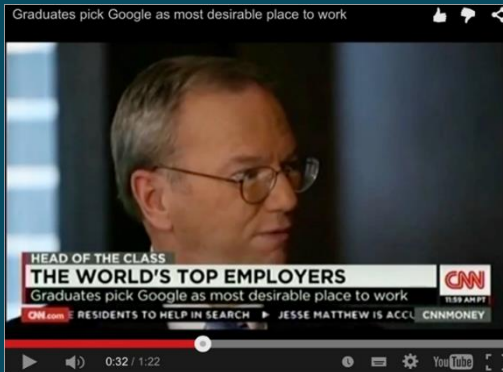 Graduates pick Google as most desirable place to work
HEAD OF THE CLASS
THE WORLD'S TOP EMPLOYERS
CNN
Graduates pick Google as most desirable place to work
11:59 AM PT
CNN.com E RESIDENTS TO HELP IN SEARCH ▶ JESSE MATTHEW IS ACCU CNNMONEY
0:32 / 1:22
YouTube